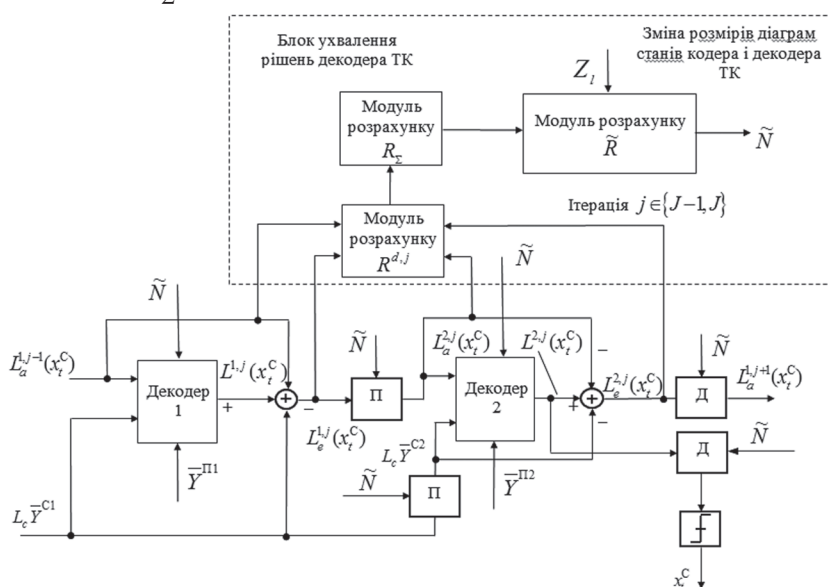 2
Блок ухвалення
рішень декодера ТК
Зміна розмірів діаграм
станів кодера і декодера
ТК
Z_l
Модуль
розрахунку
R_Σ
Модуль розрахунку
R̃
Ñ
Ітерація j∈{J−1,J}
Модуль
розрахунку
R^{d,j}
Ñ
Ñ
Ñ
Ñ
L_a^{1,j−1}(x_t^C)
Декодер
1
L^{1,j}(x_t^C)
+
−
L_e^{1,j}(x_t^C)
П
L_a^{2,j}(x_t^C)
Декодер
2
L^{2,j}(x_t^C)
+
−
−
L_e^{2,j}(x_t^C)
Д
L_a^{1,j+1}(x_t^C)
Y̅^{П1}
L_c Y̅^{C2}
Ñ
П
Y̅^{П2}
Д
Ñ
L_c Y̅^{C1}
x_t^C